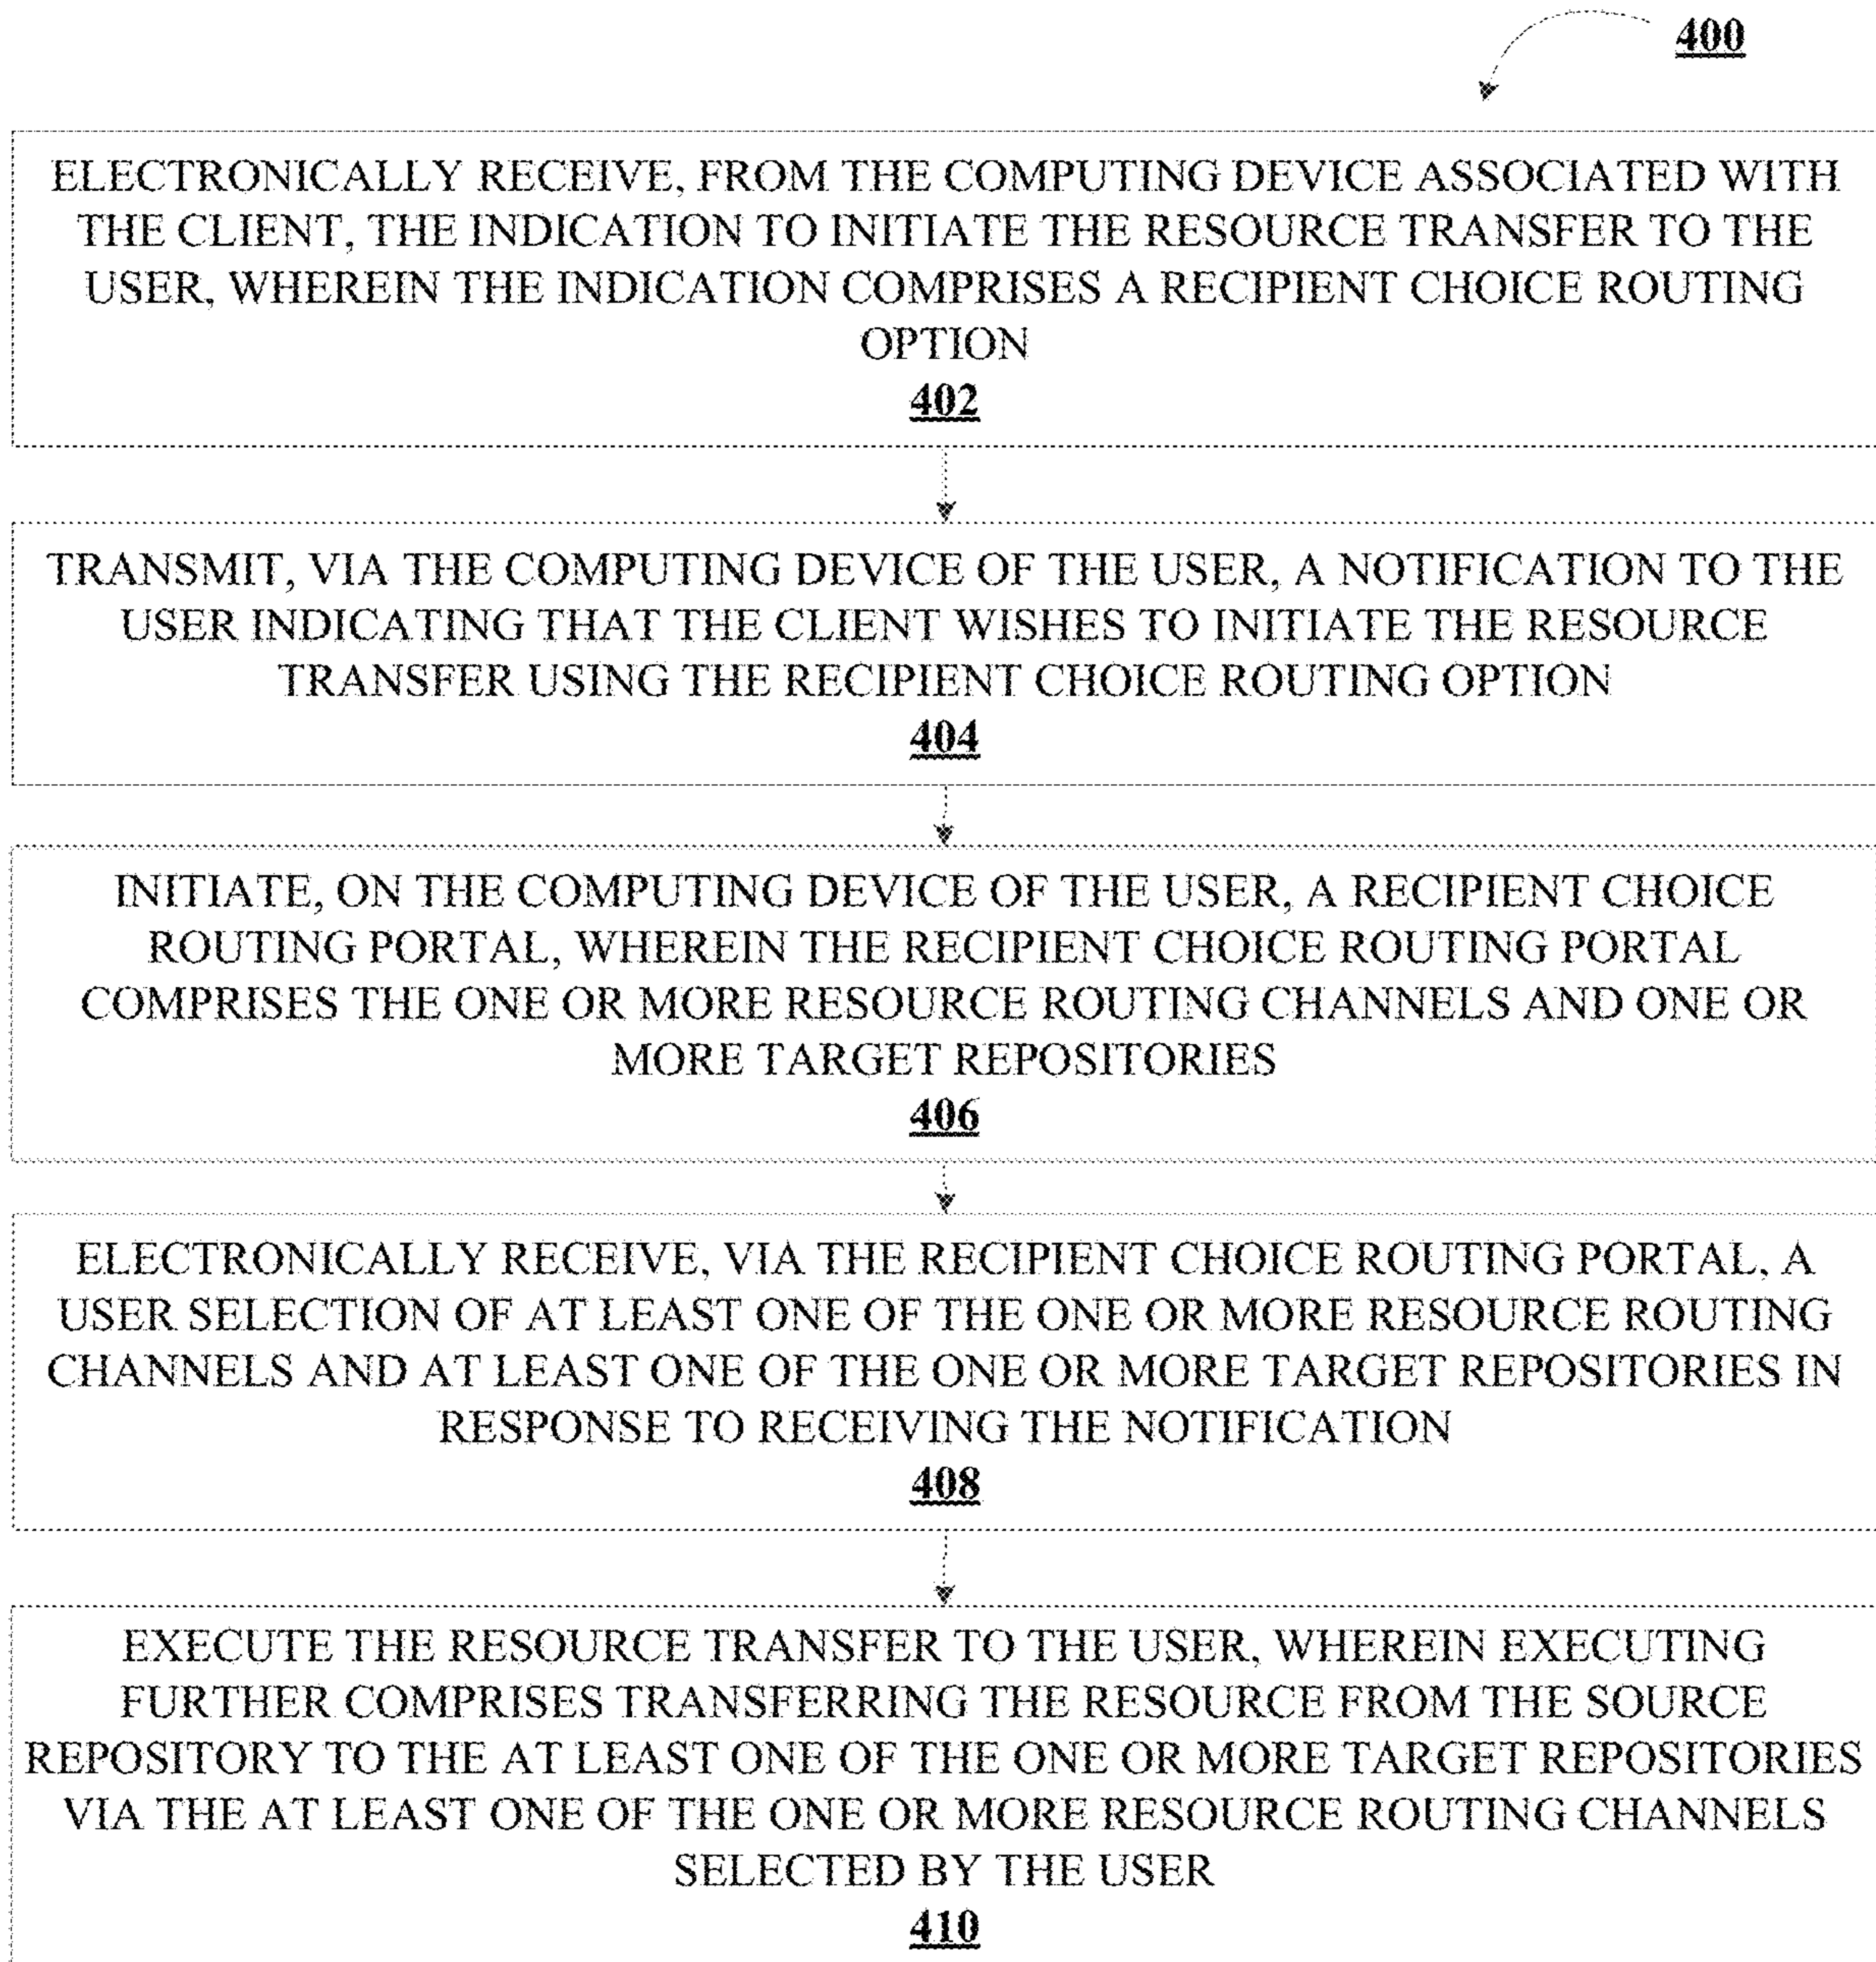 400
ELECTRONICALLY RECEIVE, FROM THE COMPUTING DEVICE ASSOCIATED WITH
THE CLIENT, THE INDICATION TO INITIATE THE RESOURCE TRANSFER TO THE
USER, WHEREIN THE INDICATION COMPRISES A RECIPIENT CHOICE ROUTING
OPTION
402
TRANSMIT, VIA THE COMPUTING DEVICE OF THE USER, A NOTIFICATION TO THE
USER INDICATING THAT THE CLIENT WISHES TO INITIATE THE RESOURCE
TRANSFER USING THE RECIPIENT CHOICE ROUTING OPTION
404
INITIATE, ON THE COMPUTING DEVICE OF THE USER, A RECIPIENT CHOICE
ROUTING PORTAL, WHEREIN THE RECIPIENT CHOICE ROUTING PORTAL
COMPRISES THE ONE OR MORE RESOURCE ROUTING CHANNELS AND ONE OR
MORE TARGET REPOSITORIES
406
ELECTRONICALLY RECEIVE, VIA THE RECIPIENT CHOICE ROUTING PORTAL, A
USER SELECTION OF AT LEAST ONE OF THE ONE OR MORE RESOURCE ROUTING
CHANNELS AND AT LEAST ONE OF THE ONE OR MORE TARGET REPOSITORIES IN
RESPONSE TO RECEIVING THE NOTIFICATION
408
EXECUTE THE RESOURCE TRANSFER TO THE USER, WHEREIN EXECUTING
FURTHER COMPRISES TRANSFERRING THE RESOURCE FROM THE SOURCE
REPOSITORY TO THE AT LEAST ONE OF THE ONE OR MORE TARGET REPOSITORIES
VIA THE AT LEAST ONE OF THE ONE OR MORE RESOURCE ROUTING CHANNELS
SELECTED BY THE USER
410